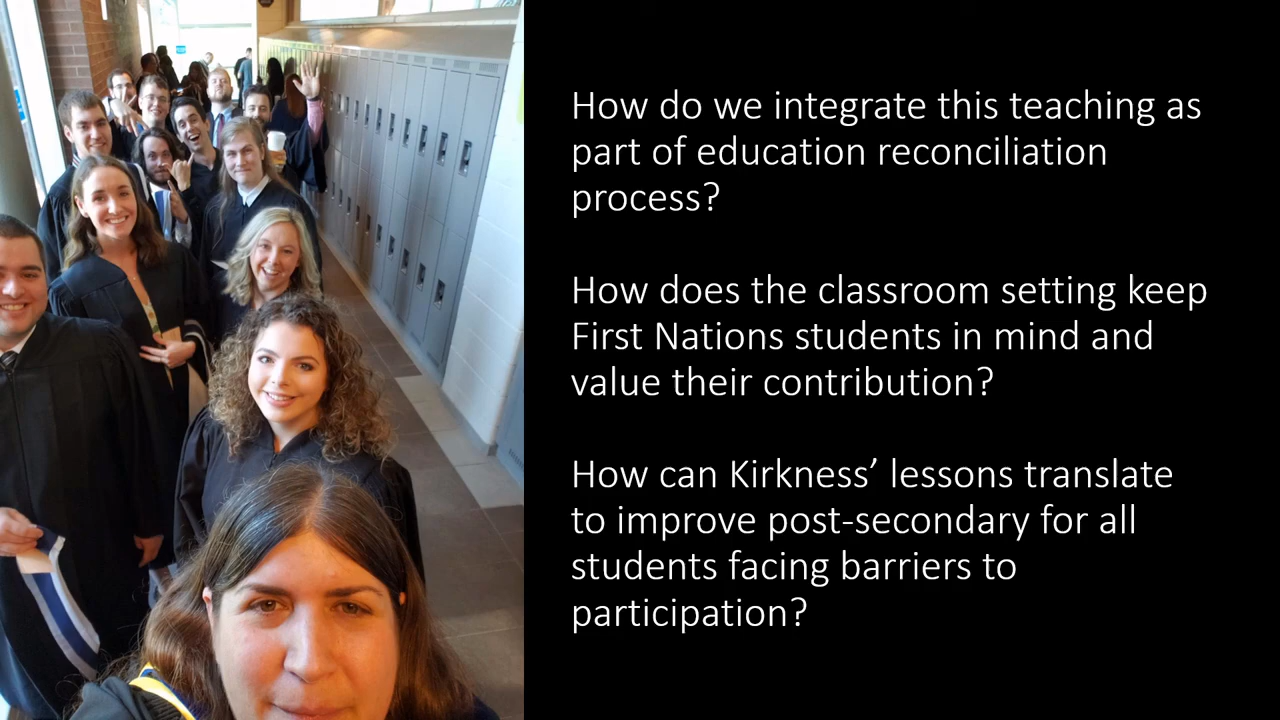 How do we integrate this teaching as
part of education reconciliation
process?
How does the classroom setting keep
First Nations students in mind and
value their contribution?
How can Kirkness’ lessons translate
to improve post-secondary for all
students facing barriers to
participation?